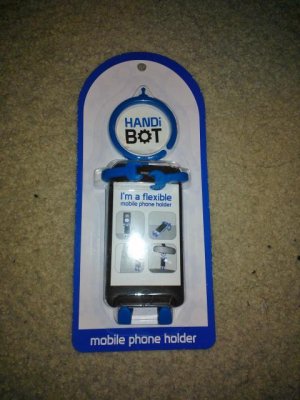 HANDi
BOT
I'm a flexible
mobile phone holder
mobile phone holder